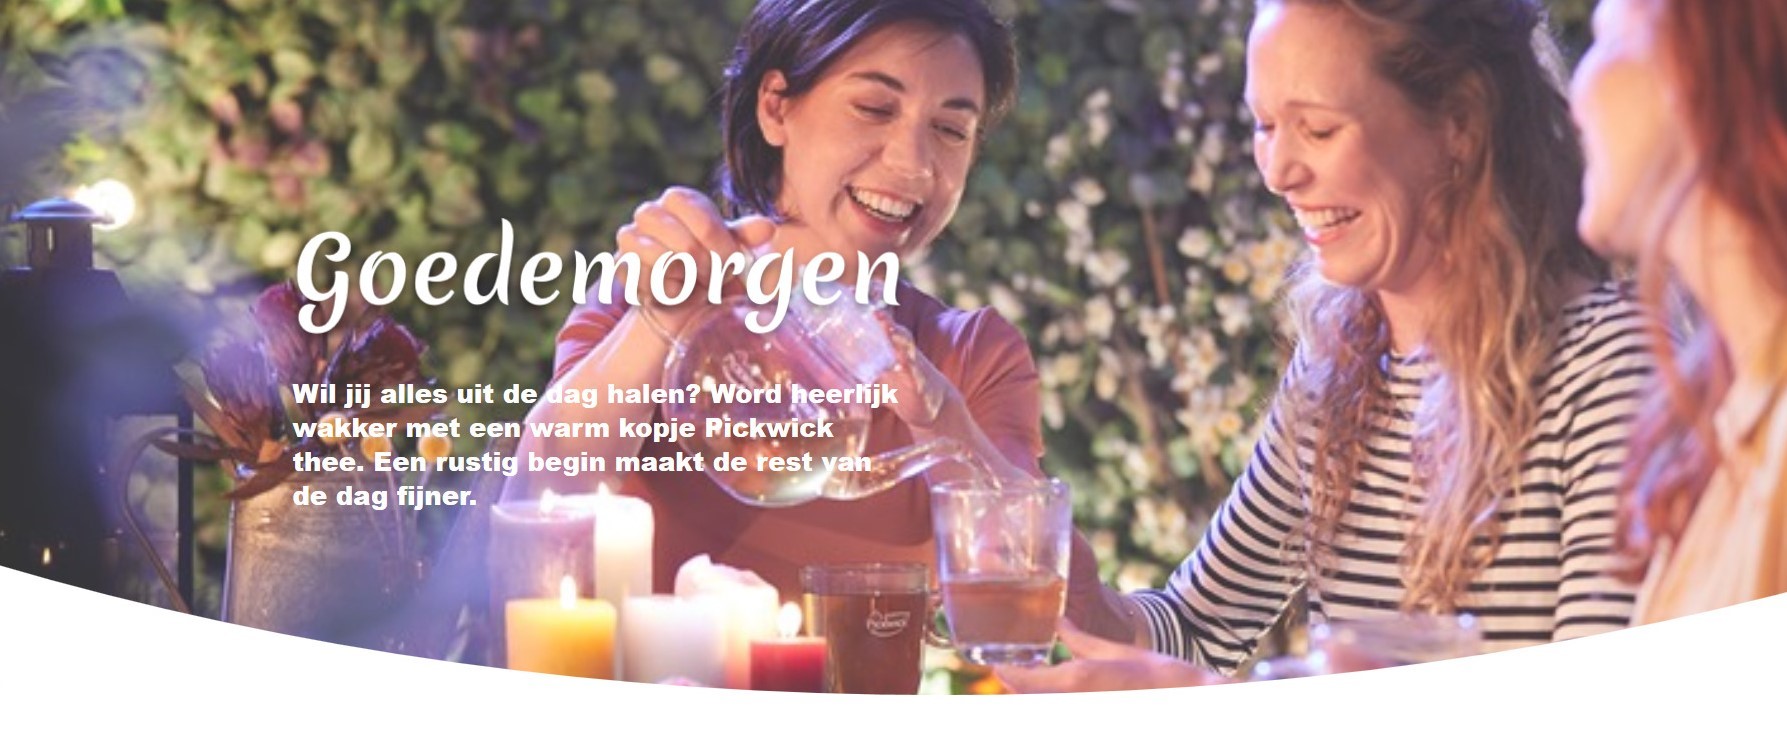 Goedemorgen
Wil jij alles uit de dag halen? Word heerlijk
wakker met een warm kopje Pickwick
thee. Een rustig begin maakt de rest van
de dag fijner.
Pickwick